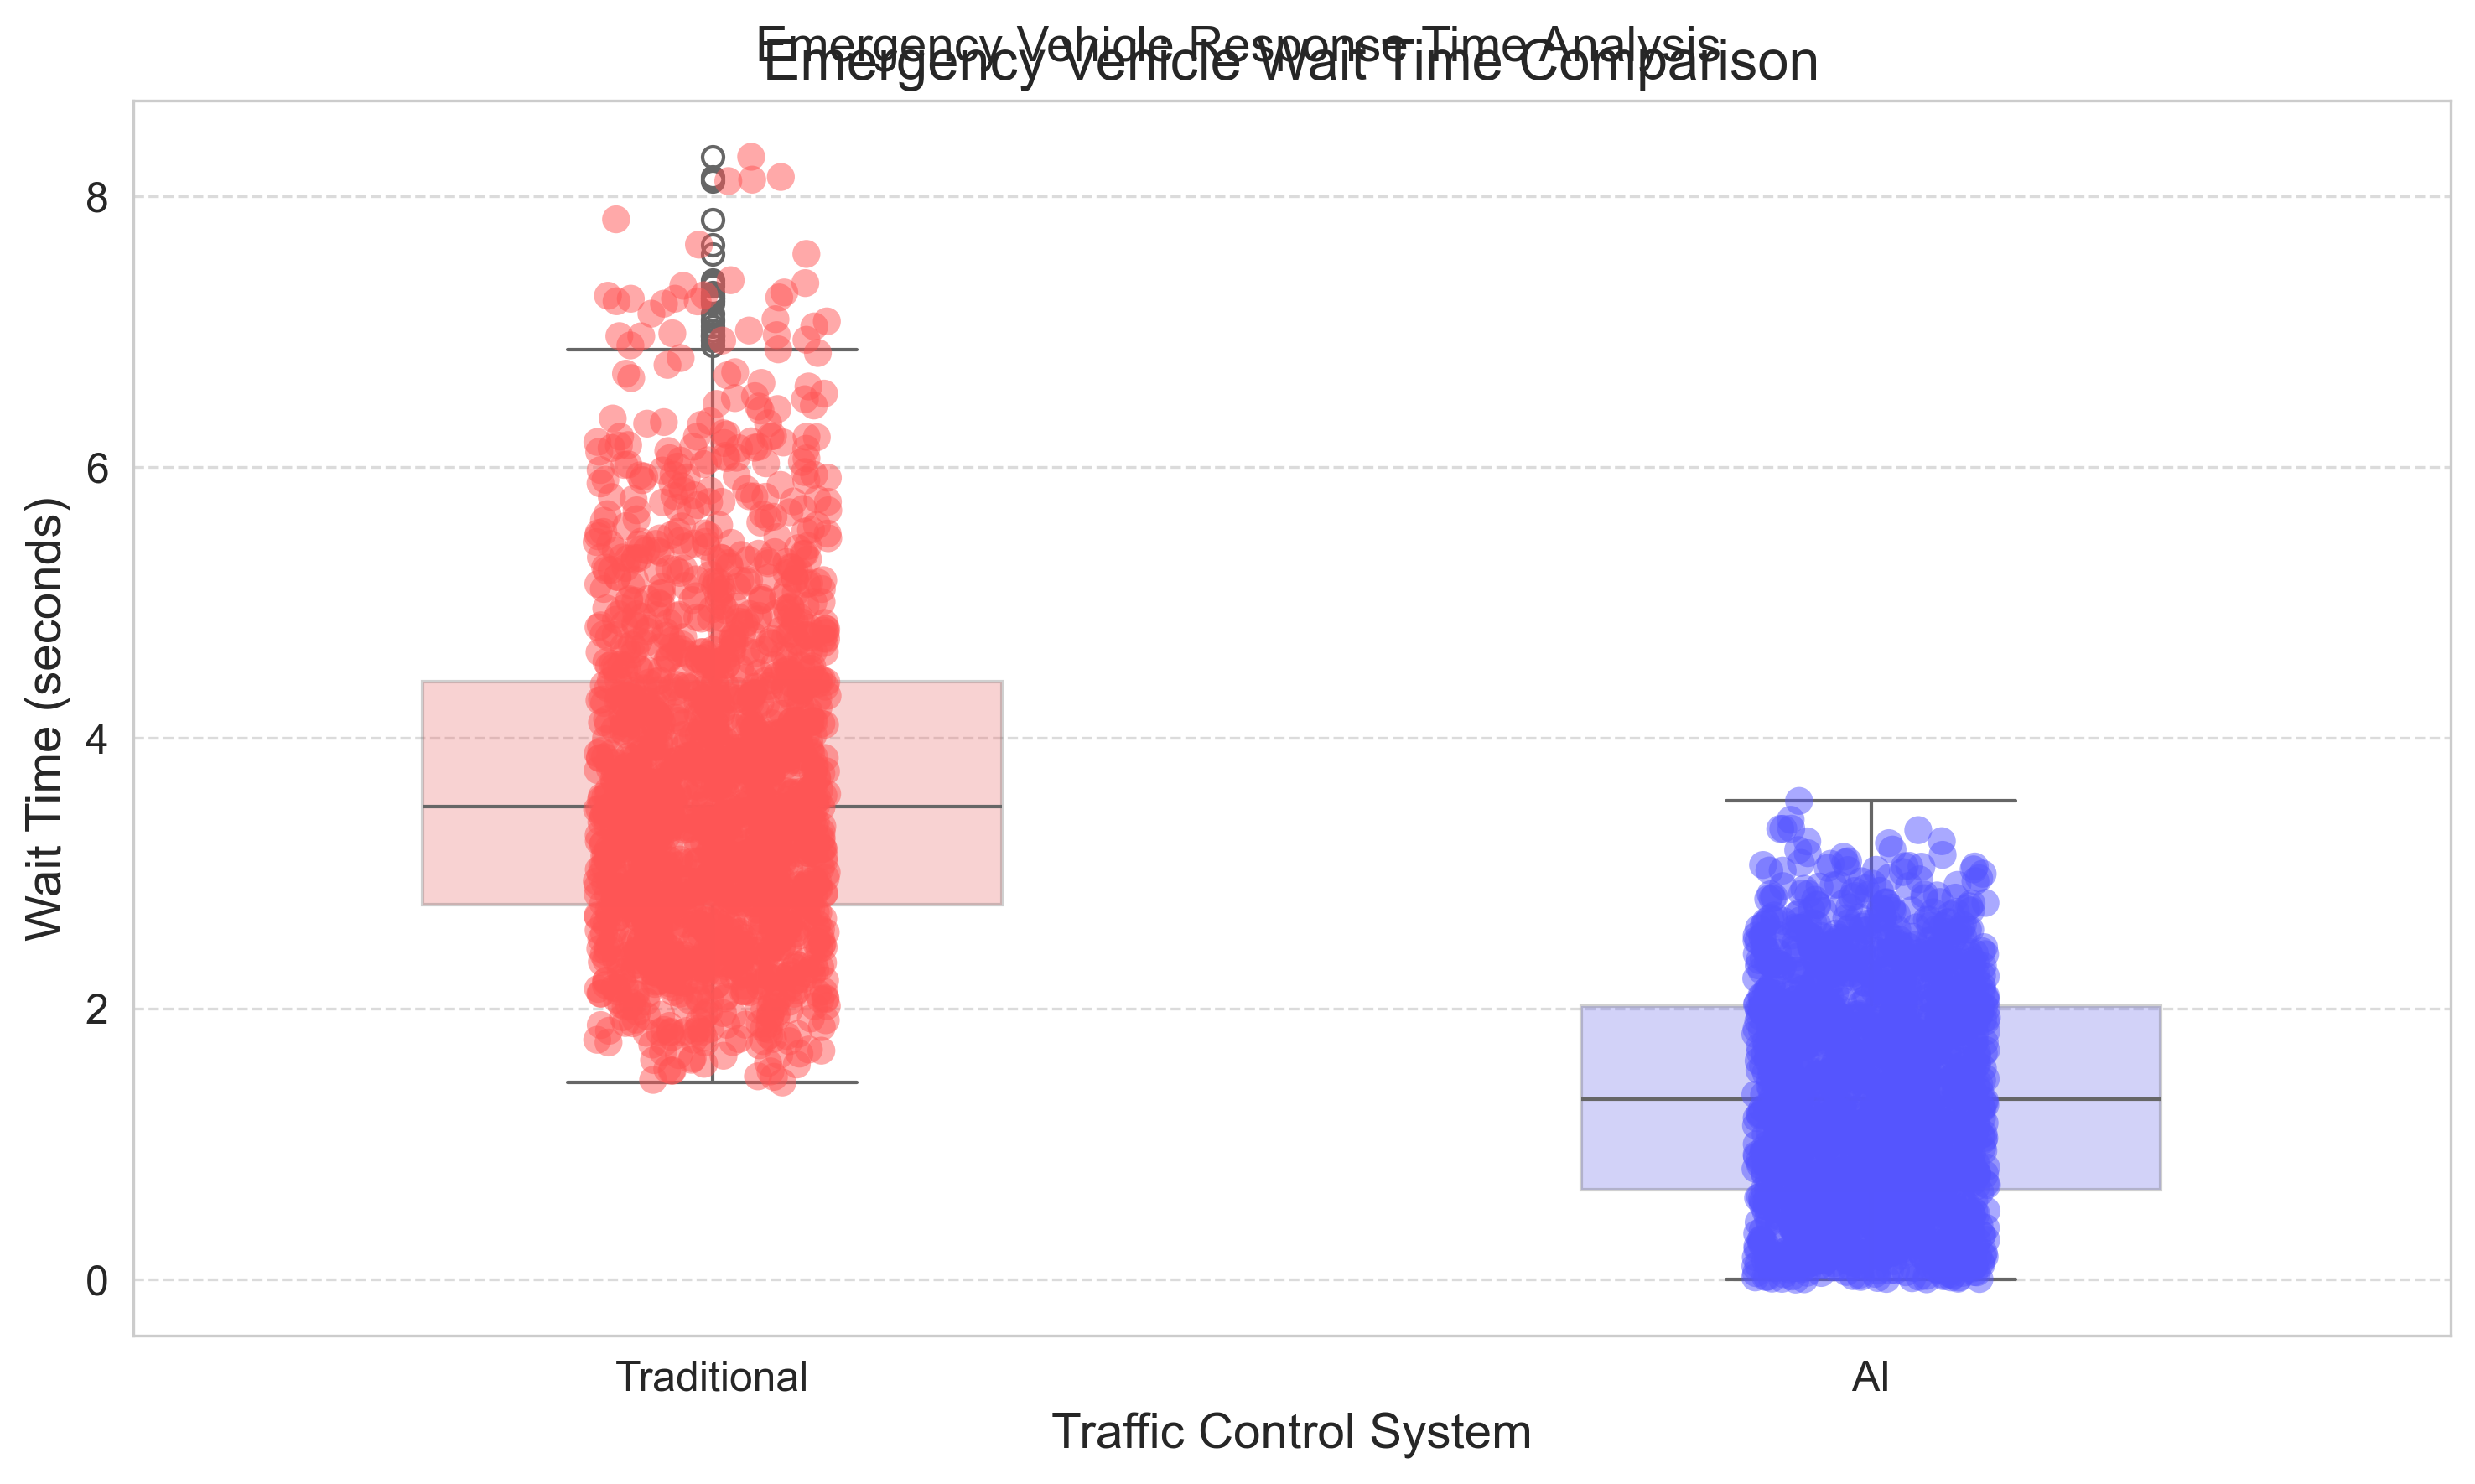 Emergency Vehicle Response Time Analysis
Emergency Vehicle Wait Time Comparison
Wait Time (seconds)
8
6
4
2
0
Traditional
AI
Traffic Control System